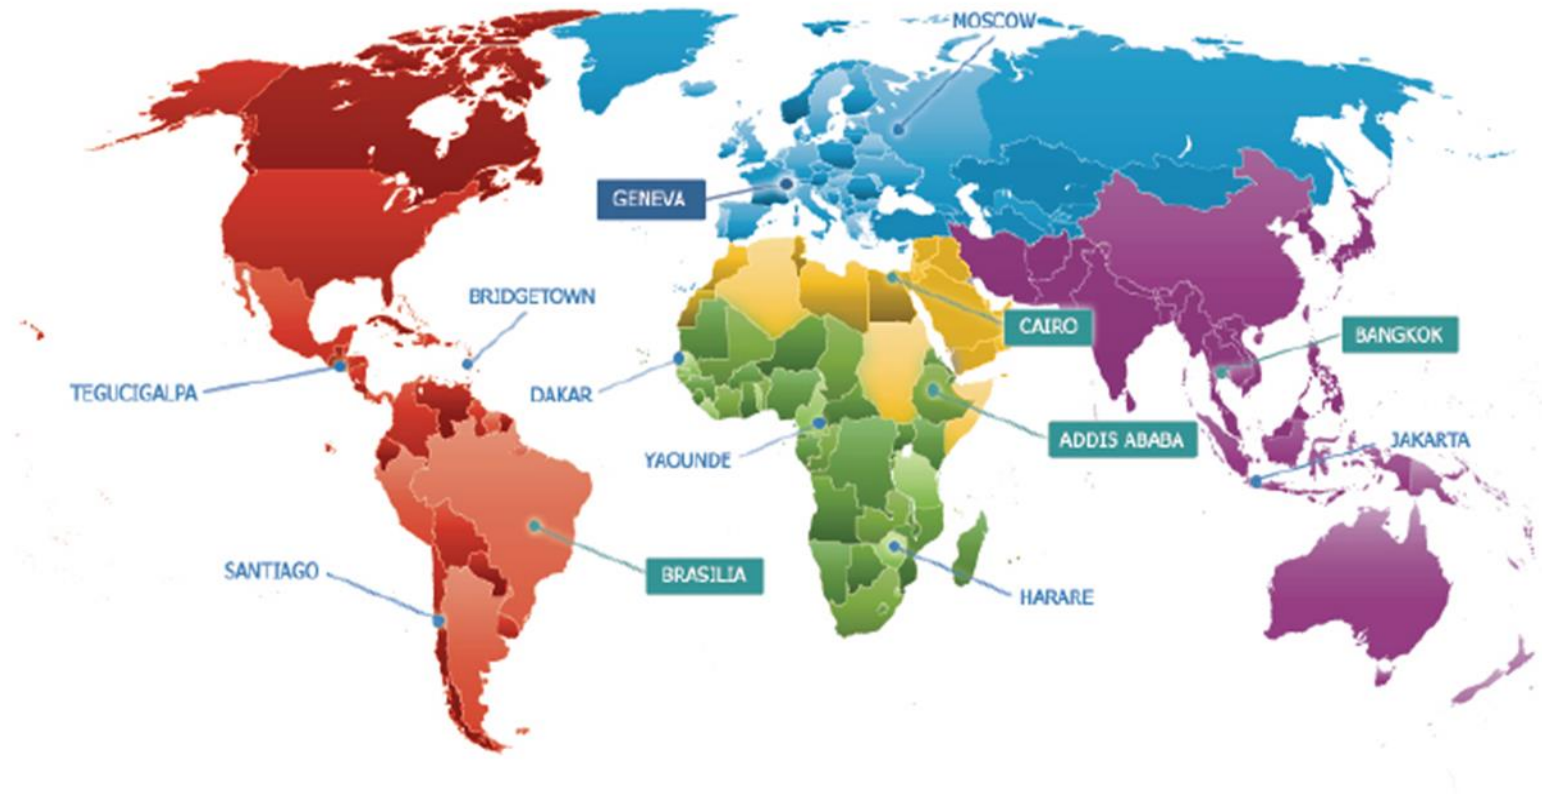 MOSCOW
GENEVA
BRIDGETOWN
CAIRO
BANGKOK
TEGUCIGALPA
DAKAR
ADDIS ABABA
JAKARTA
YAOUNDE
SANTIAGO
BRASILIA
HARARE